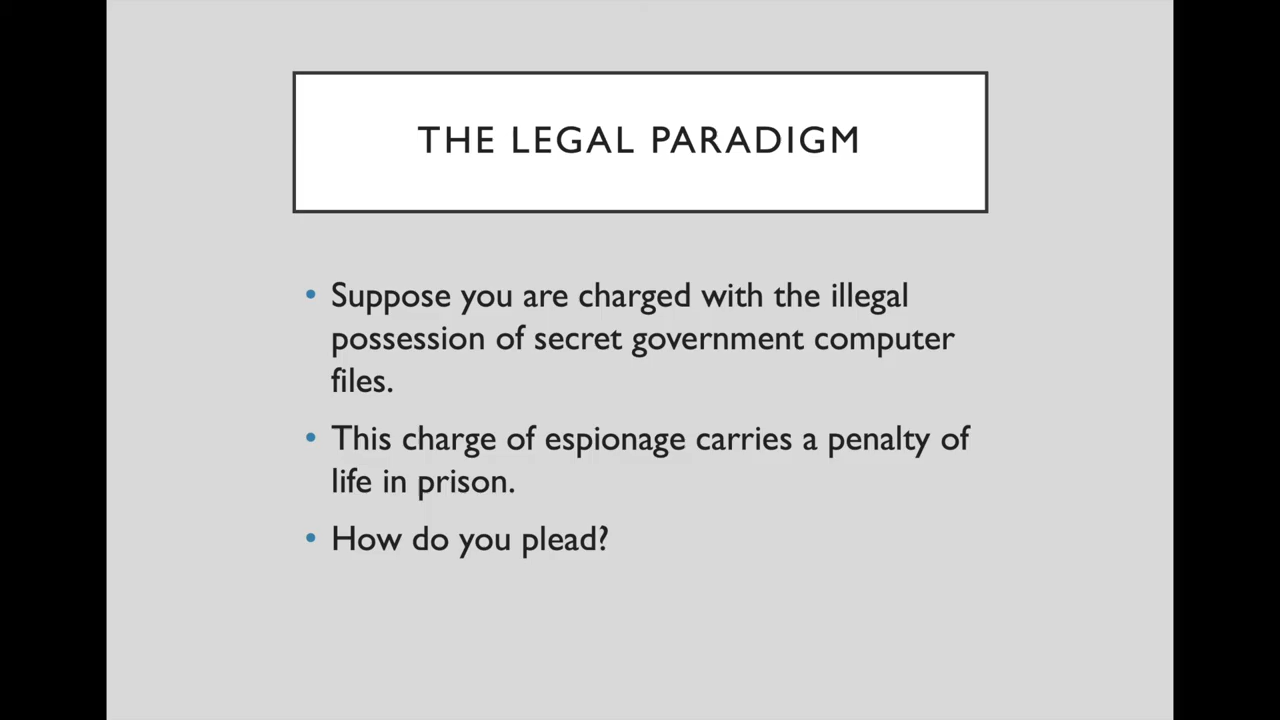 THE LEGAL PARADIGM
• Suppose you are charged with the illegal
possession of secret government computer
files.
• This charge of espionage carries a penalty of
life in prison.
• How do you plead?